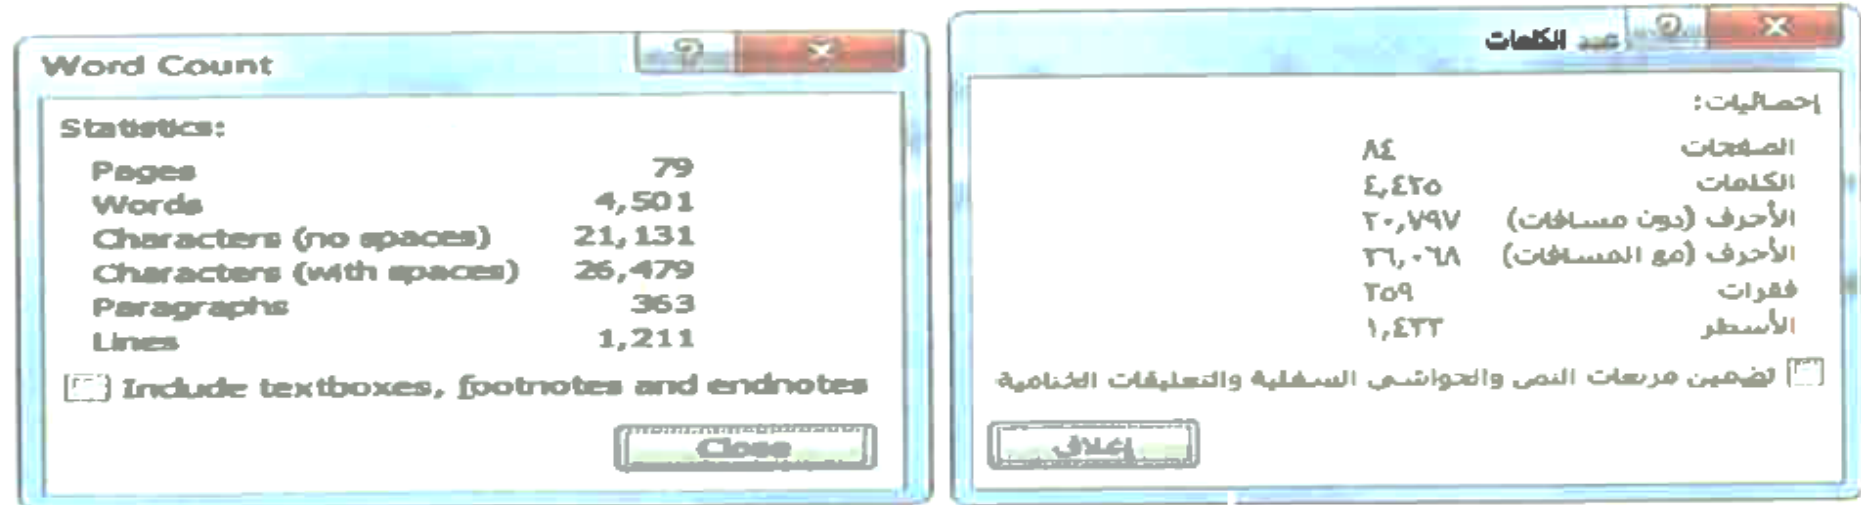 Word Count
Statistics:
Pages 79
Words 4,501
Characters (no spaces) 21,131
Characters (with spaces) 26,479
Paragraphs 363
Lines 1,211
Include textboxes, footnotes and endnotes
Close
عدد الكلمات
إحصائيات:
الصفحات ٨٤
الكلمات ٤,٤٢٥
الأحرف (دون مسافات) ٢٠,٧٩٧
الأحرف (مع المسافات) ٢٦,٠٦٨
فقرات ٣٥٩
الأسطر ١,٤٣٣
تضمين مربعات النص والحواشي السفلية والتعليقات الختامية
إغلاق